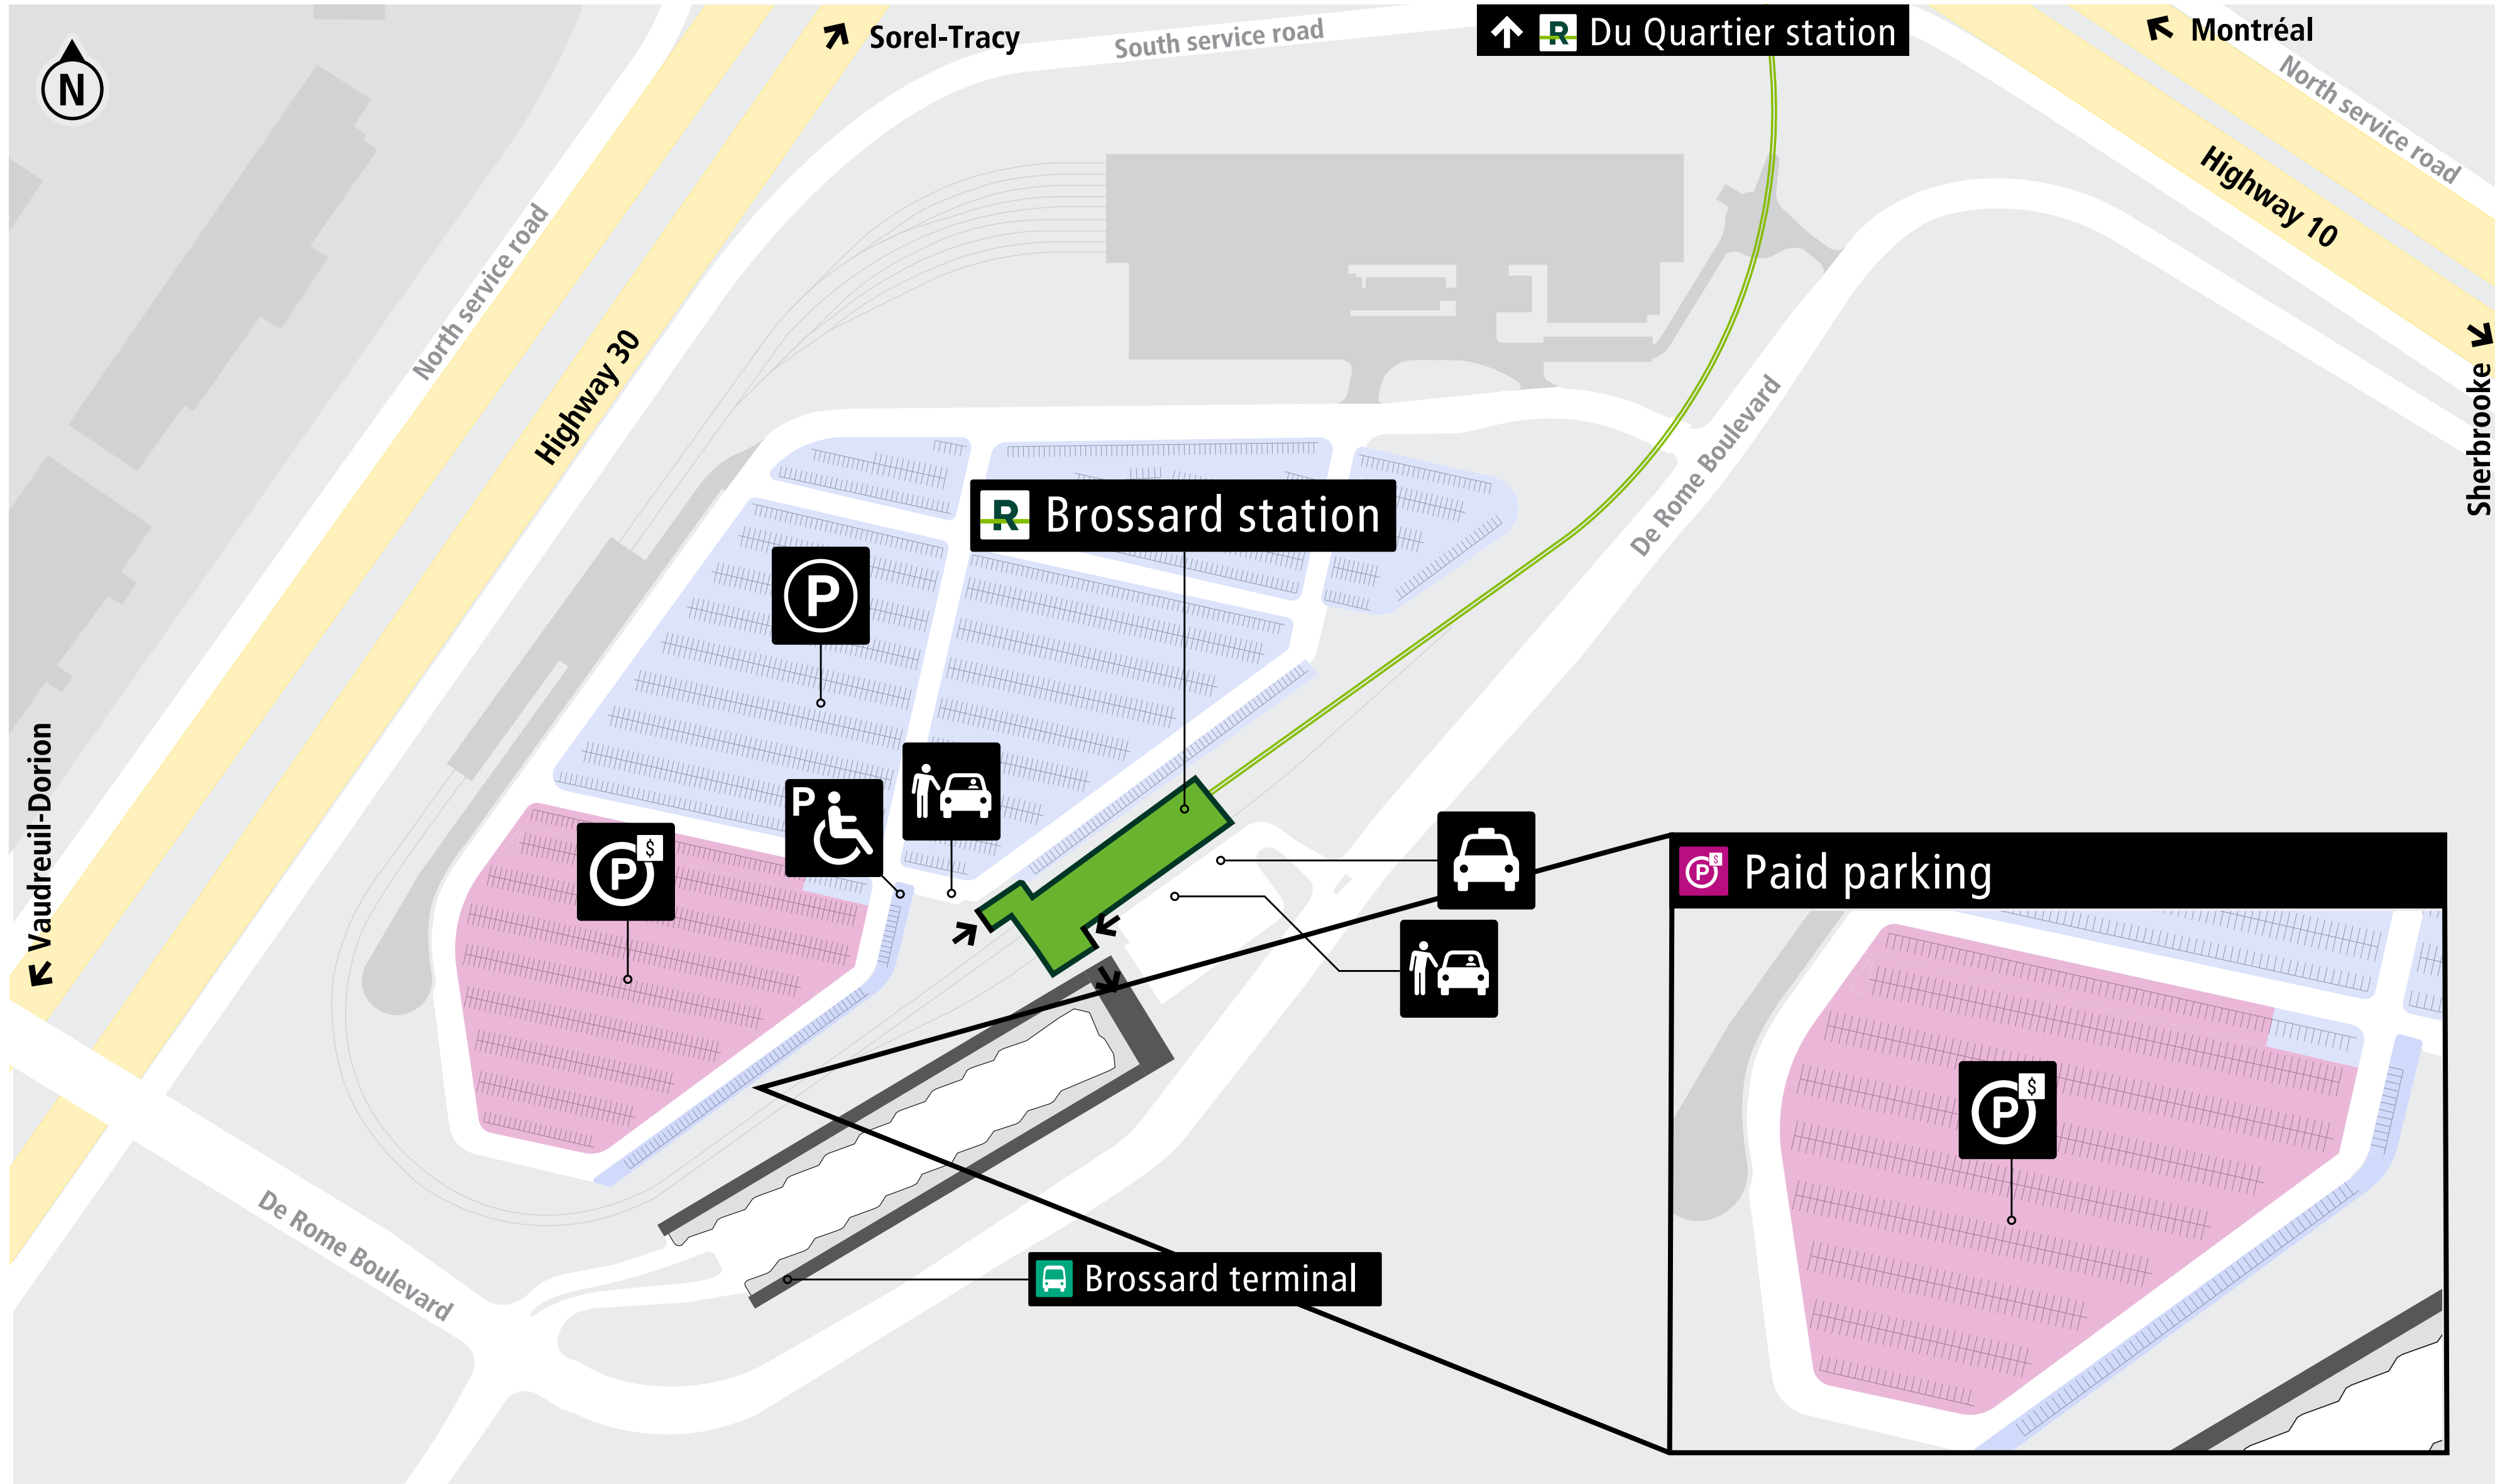 N
Sorel-Tracy
South service road
R Du Quartier station
Montréal
North service road
Highway 10
North service road
Highway 30
Sherbrooke
De Rome Boulevard
R Brossard station
P
Vaudreuil-Dorion
P
P $
P $ Paid parking
P $
De Rome Boulevard
Brossard terminal